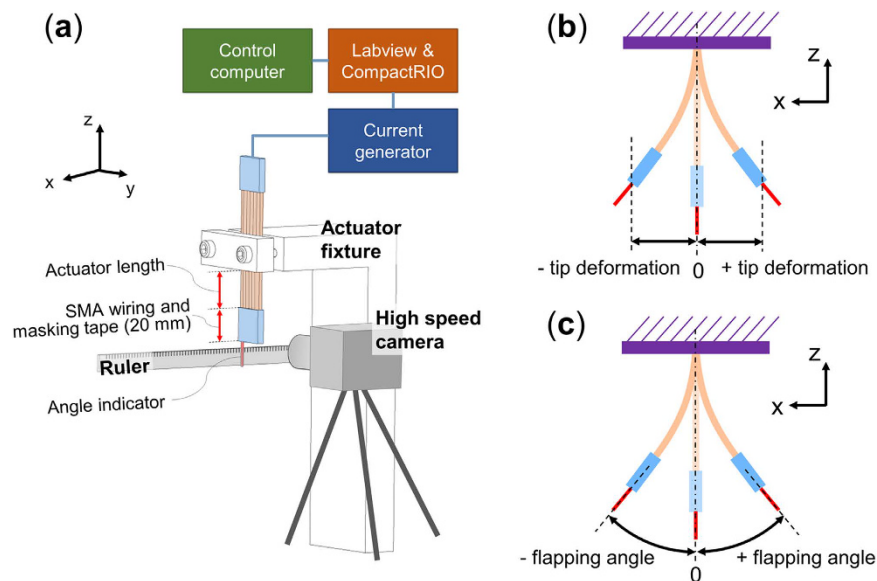 (a)
Control
computer
Labview &
CompactRIO
Current
generator
z
x
y
Actuator
fixture
Actuator length
SMA wiring and
masking tape (20 mm)
High speed
camera
Ruler
Angle indicator
(b)
z
x
- tip deformation
0
+ tip deformation
(c)
z
x
- flapping angle
0
+ flapping angle